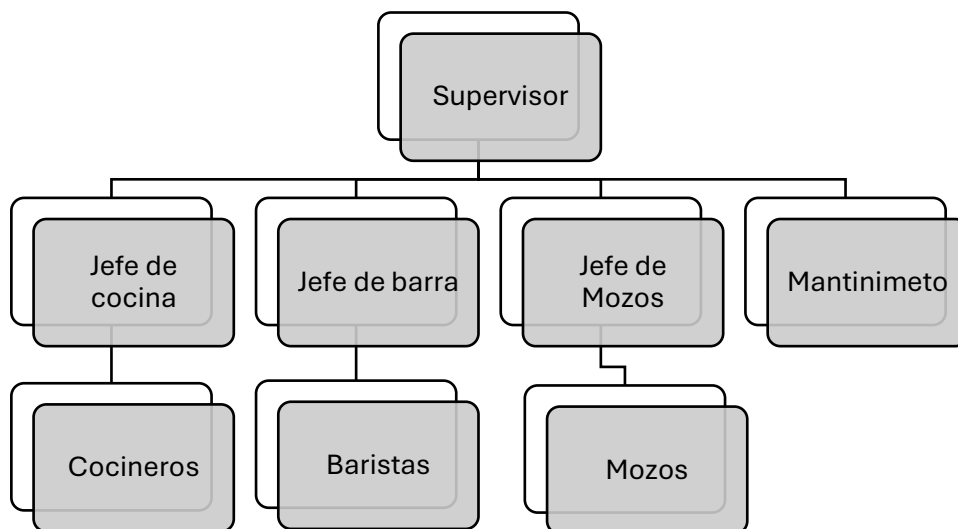 Supervisor
Jefe de
cocina
Jefe de barra
Jefe de
Mozos
Mantinimeto
Cocineros
Baristas
Mozos